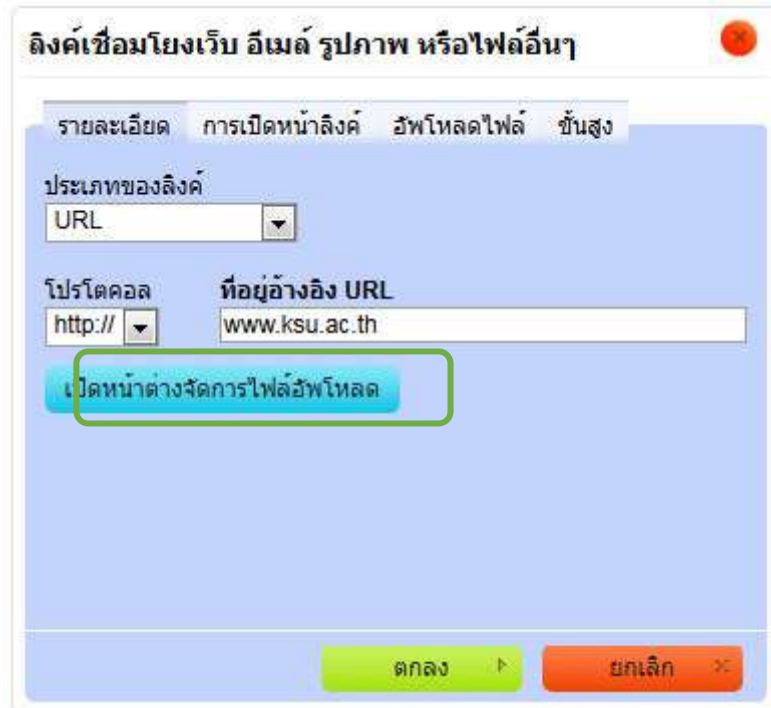 ลิงค์เชื่อมโยงเว็บ อีเมล์ รูปภาพ หรือไฟล์อื่นๆ
รายละเอียด การเปิดหน้าลิงค์ อัพโหลดไฟล์ ขั้นสูง
ประเภทของลิงค์
URL
โปรโตคอล ที่อยู่อ้างอิง URL
http:// www.ksu.ac.th
เปิดหน้าต่างจัดการไฟล์อัพโหลด
ตกลง ยกเลิก